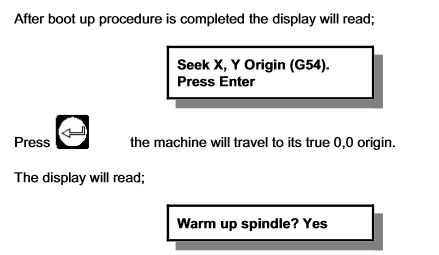 After boot up procedure is completed the display will read;
Seek X, Y Origin (G54).
Press Enter
Press the machine will travel to its true 0,0 origin.
The display will read;
Warm up spindle? Yes